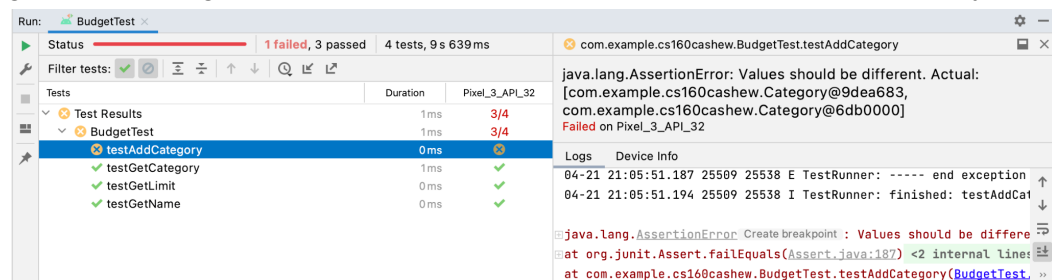 Run:
BudgetTest
Status
1 failed, 3 passed
4 tests, 9 s 639 ms
com.example.cs160cashew.BudgetTest.testAddCategory
Filter tests:
Tests
Duration
Pixel_3_API_32
Test Results
1 ms
3/4
BudgetTest
1 ms
3/4
testAddCategory
0 ms
testGetCategory
1 ms
testGetLimit
0 ms
testGetName
0 ms
java.lang.AssertionError: Values should be different. Actual:
[com.example.cs160cashew.Category@9dea683,
com.example.cs160cashew.Category@6db0000]
Failed on Pixel_3_API_32
Logs
Device Info
04-21 21:05:51.187 25509 25538 E TestRunner: ----- end exception
04-21 21:05:51.194 25509 25538 I TestRunner: finished: testAddCat
java.lang.AssertionError Create breakpoint : Values should be differe
at org.junit.Assert.failEquals(Assert.java:187) <2 internal lines
at com.example.cs160cashew.BudgetTest.testAddCategory(BudgetTest.